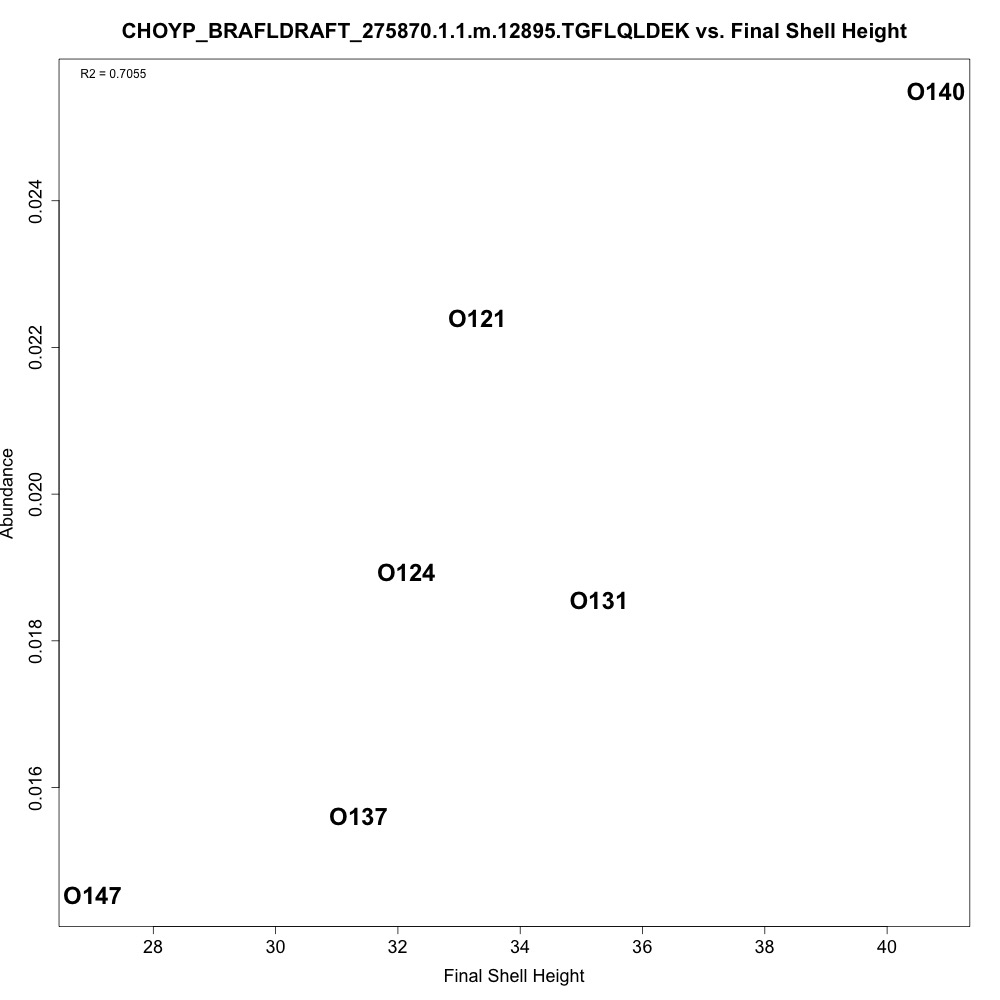 CHOYP_BRAFLDRAFT_275870.1.1.m.12895.TGFLQLDEK vs. Final Shell Height
R2 = 0.7055
O140
O121
O124
O131
O137
O147
Abundance
0.024
0.022
0.020
0.018
0.016
28 30 32 34 36 38 40
Final Shell Height